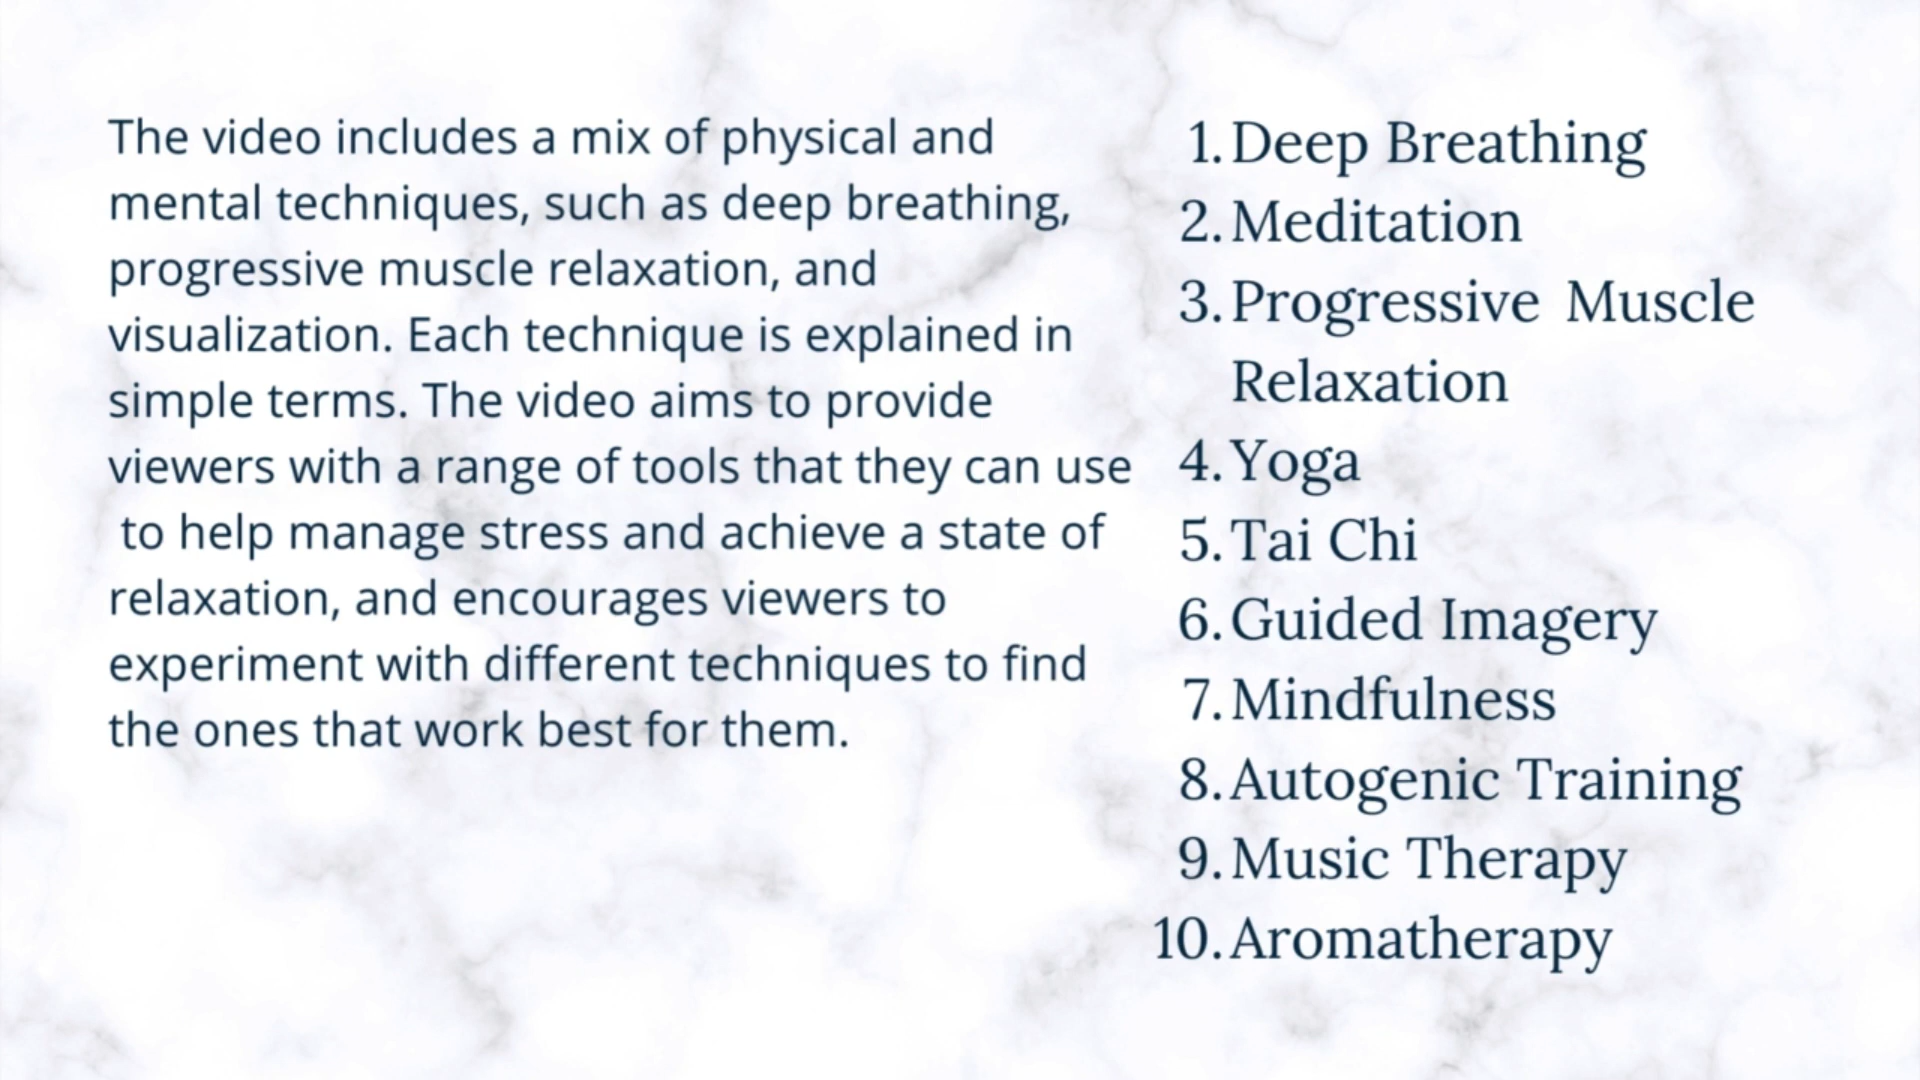 The video includes a mix of physical and
mental techniques, such as deep breathing,
progressive muscle relaxation, and
visualization. Each technique is explained in
simple terms. The video aims to provide
viewers with a range of tools that they can use
to help manage stress and achieve a state of
relaxation, and encourages viewers to
experiment with different techniques to find
the ones that work best for them.
1. Deep Breathing
2. Meditation
3. Progressive Muscle
Relaxation
4. Yoga
5. Tai Chi
6. Guided Imagery
7. Mindfulness
8. Autogenic Training
9. Music Therapy
10. Aromatherapy